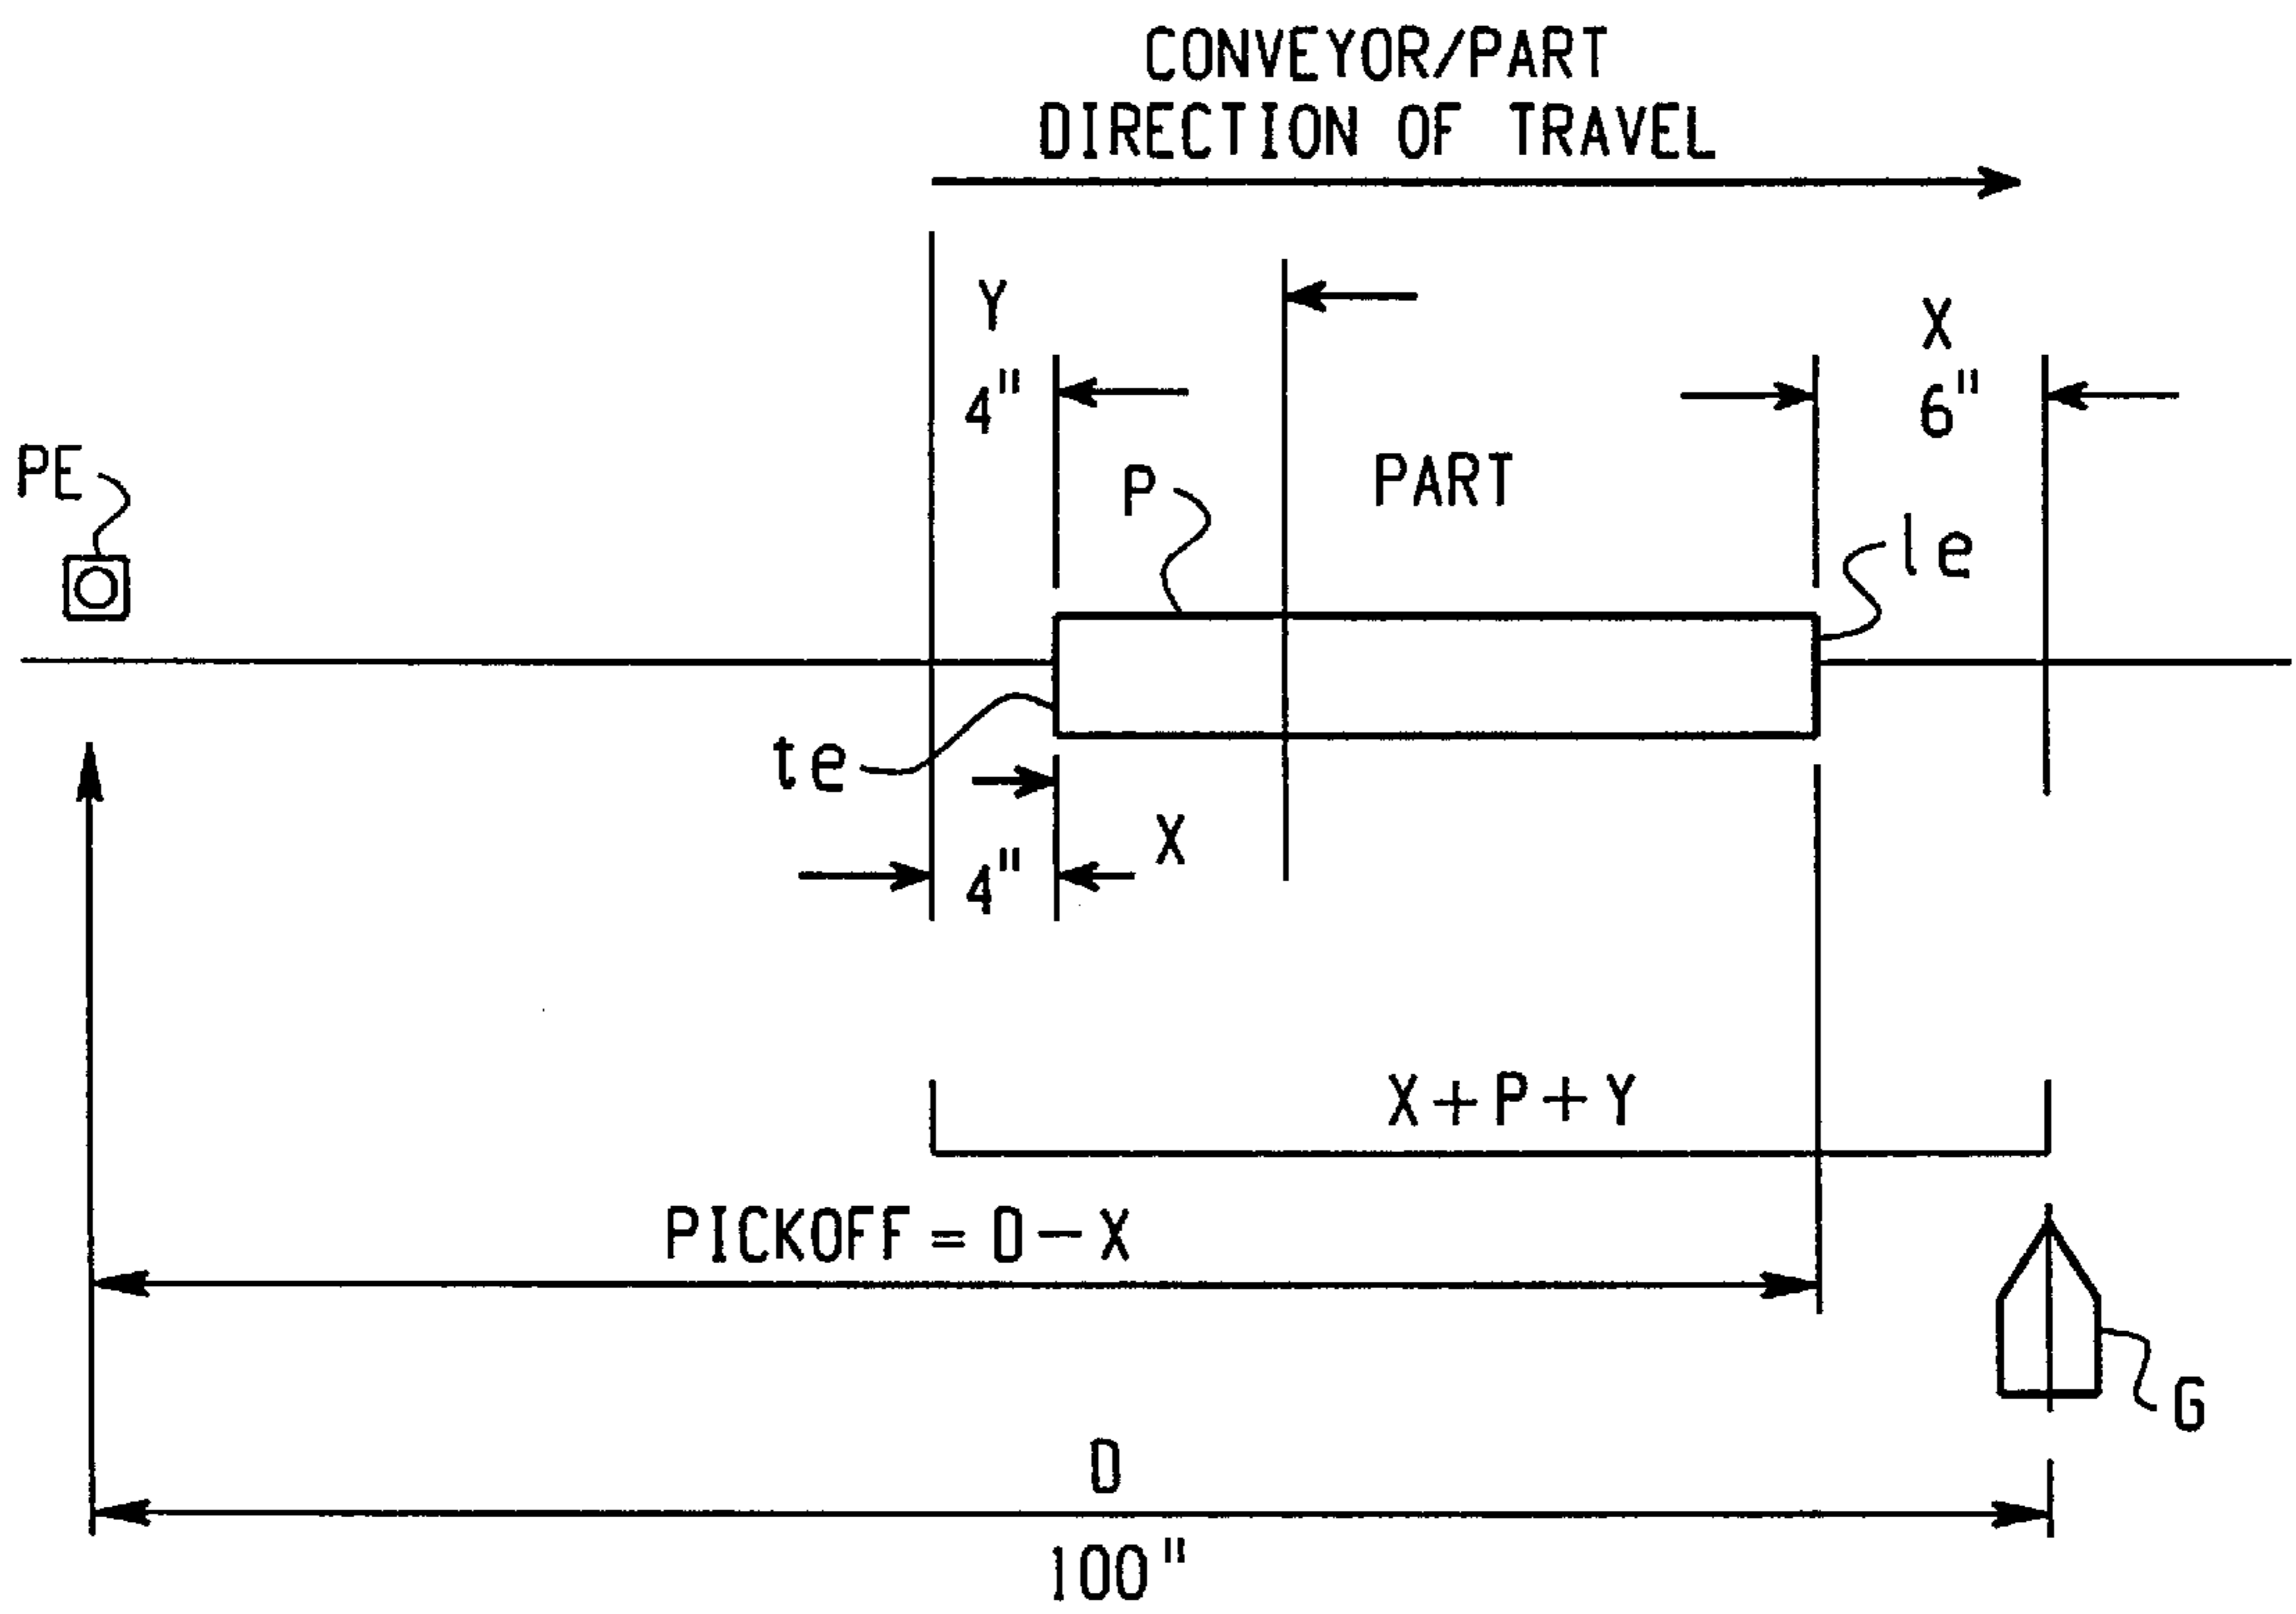 CONVEYOR/PART
DIRECTION OF TRAVEL
Y
4"
X
6"
PE
P
PART
le
te
X
4"
X+P+Y
PICKOFF = D-X
G
D
100"